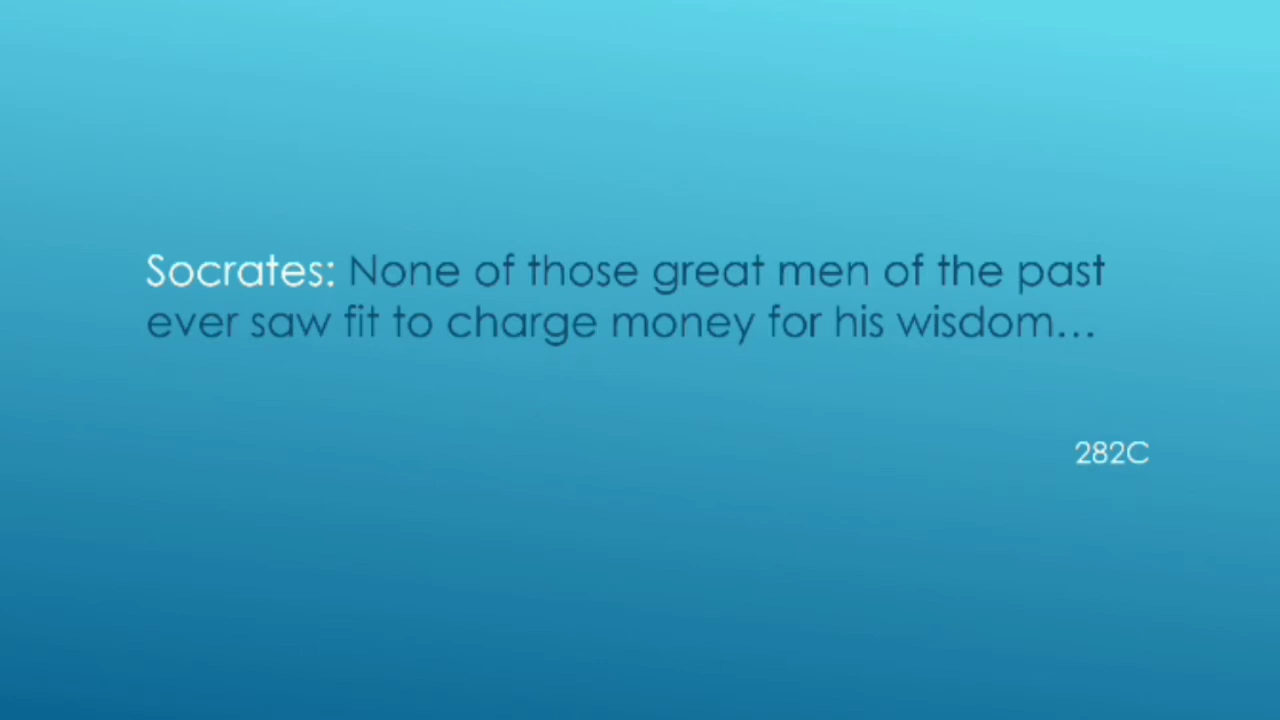 Socrates: None of those great men of the past
ever saw fit to charge money for his wisdom...
282C